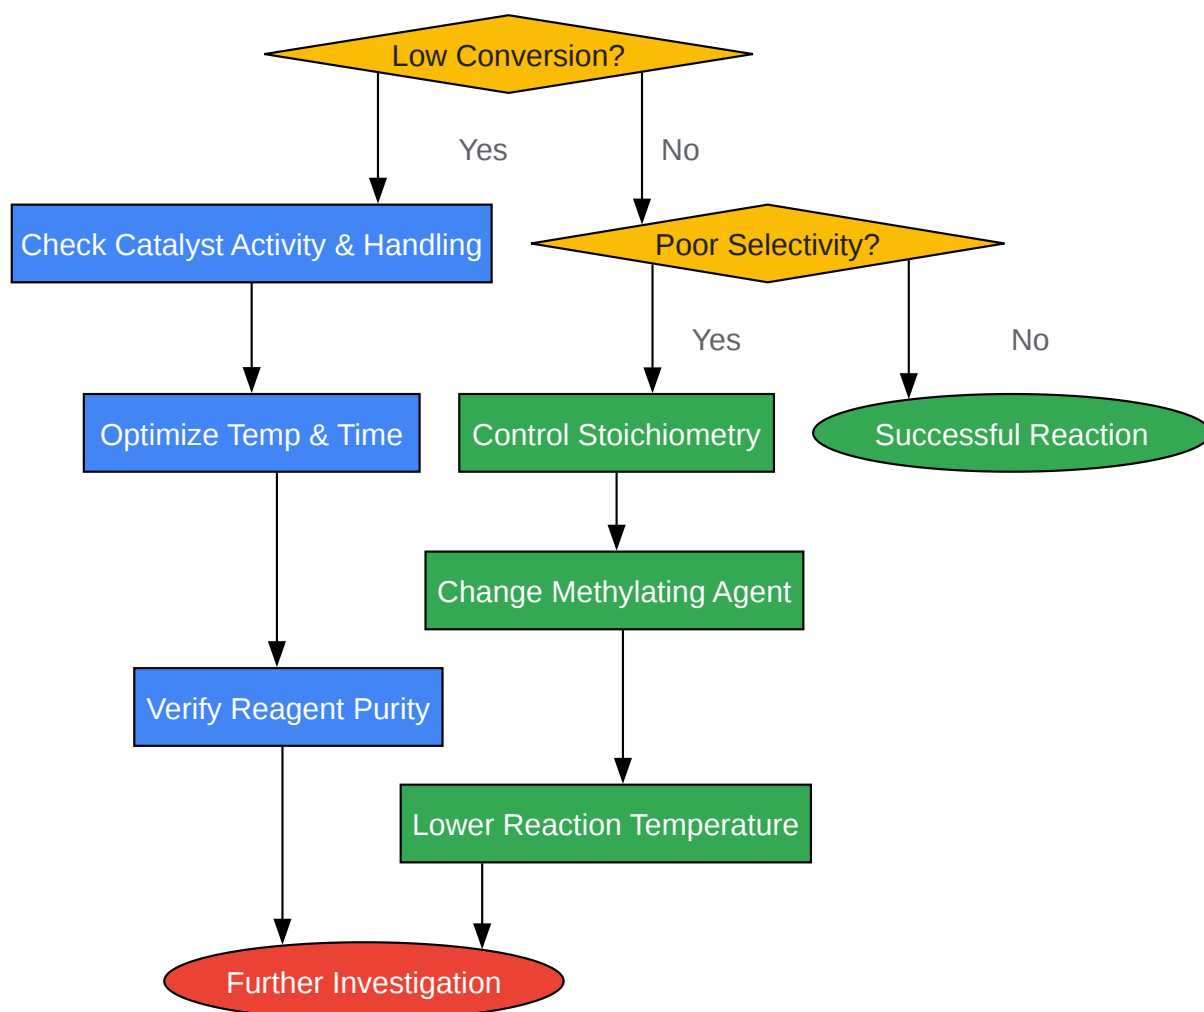 Low Conversion?
Yes
No
Check Catalyst Activity & Handling
Poor Selectivity?
Yes
No
Optimize Temp & Time
Control Stoichiometry
Successful Reaction
Change Methylating Agent
Verify Reagent Purity
Lower Reaction Temperature
Further Investigation